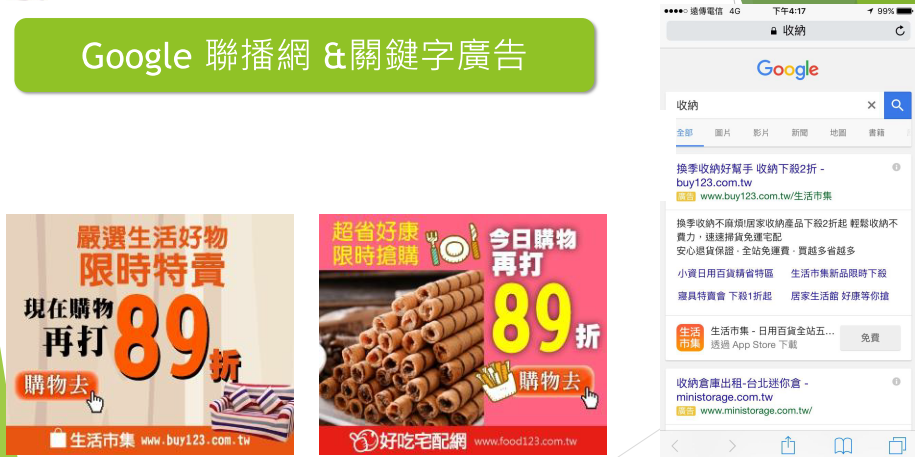 Google 聯播網 &關鍵字廣告
嚴選生活好物
限時特賣
現在購物
再打
89折
購物去
生活市集 www.buy123.com.tw
超省好康
限時搶購
今日購物
再打
89折
購物去
好吃宅配網 www.food123.com.tw
遠傳電信 4G 下午4:17 99%
收納
Google
收納
全部 圖片 影片 新聞 地圖 書籍
換季收納好幫手 收納下殺2折 -
buy123.com.tw
廣告 www.buy123.com.tw/生活市集
換季收納不麻煩!居家收納產品下殺2折起 輕鬆收納不
費力，速速掃貨免運宅配
安心退貨保證 · 全站免運費 · 買越多省越多
小資日用百貨精省特區 生活市集新品限時下殺
寢具特賣會 下殺1折起 居家生活館 好康等你搶
生活
市集
生活市集 - 日用百貨全站五...
透過 App Store 下載
免費
收納倉庫出租-台北迷你倉 -
ministorage.com.tw
廣告 www.ministorage.com.tw/